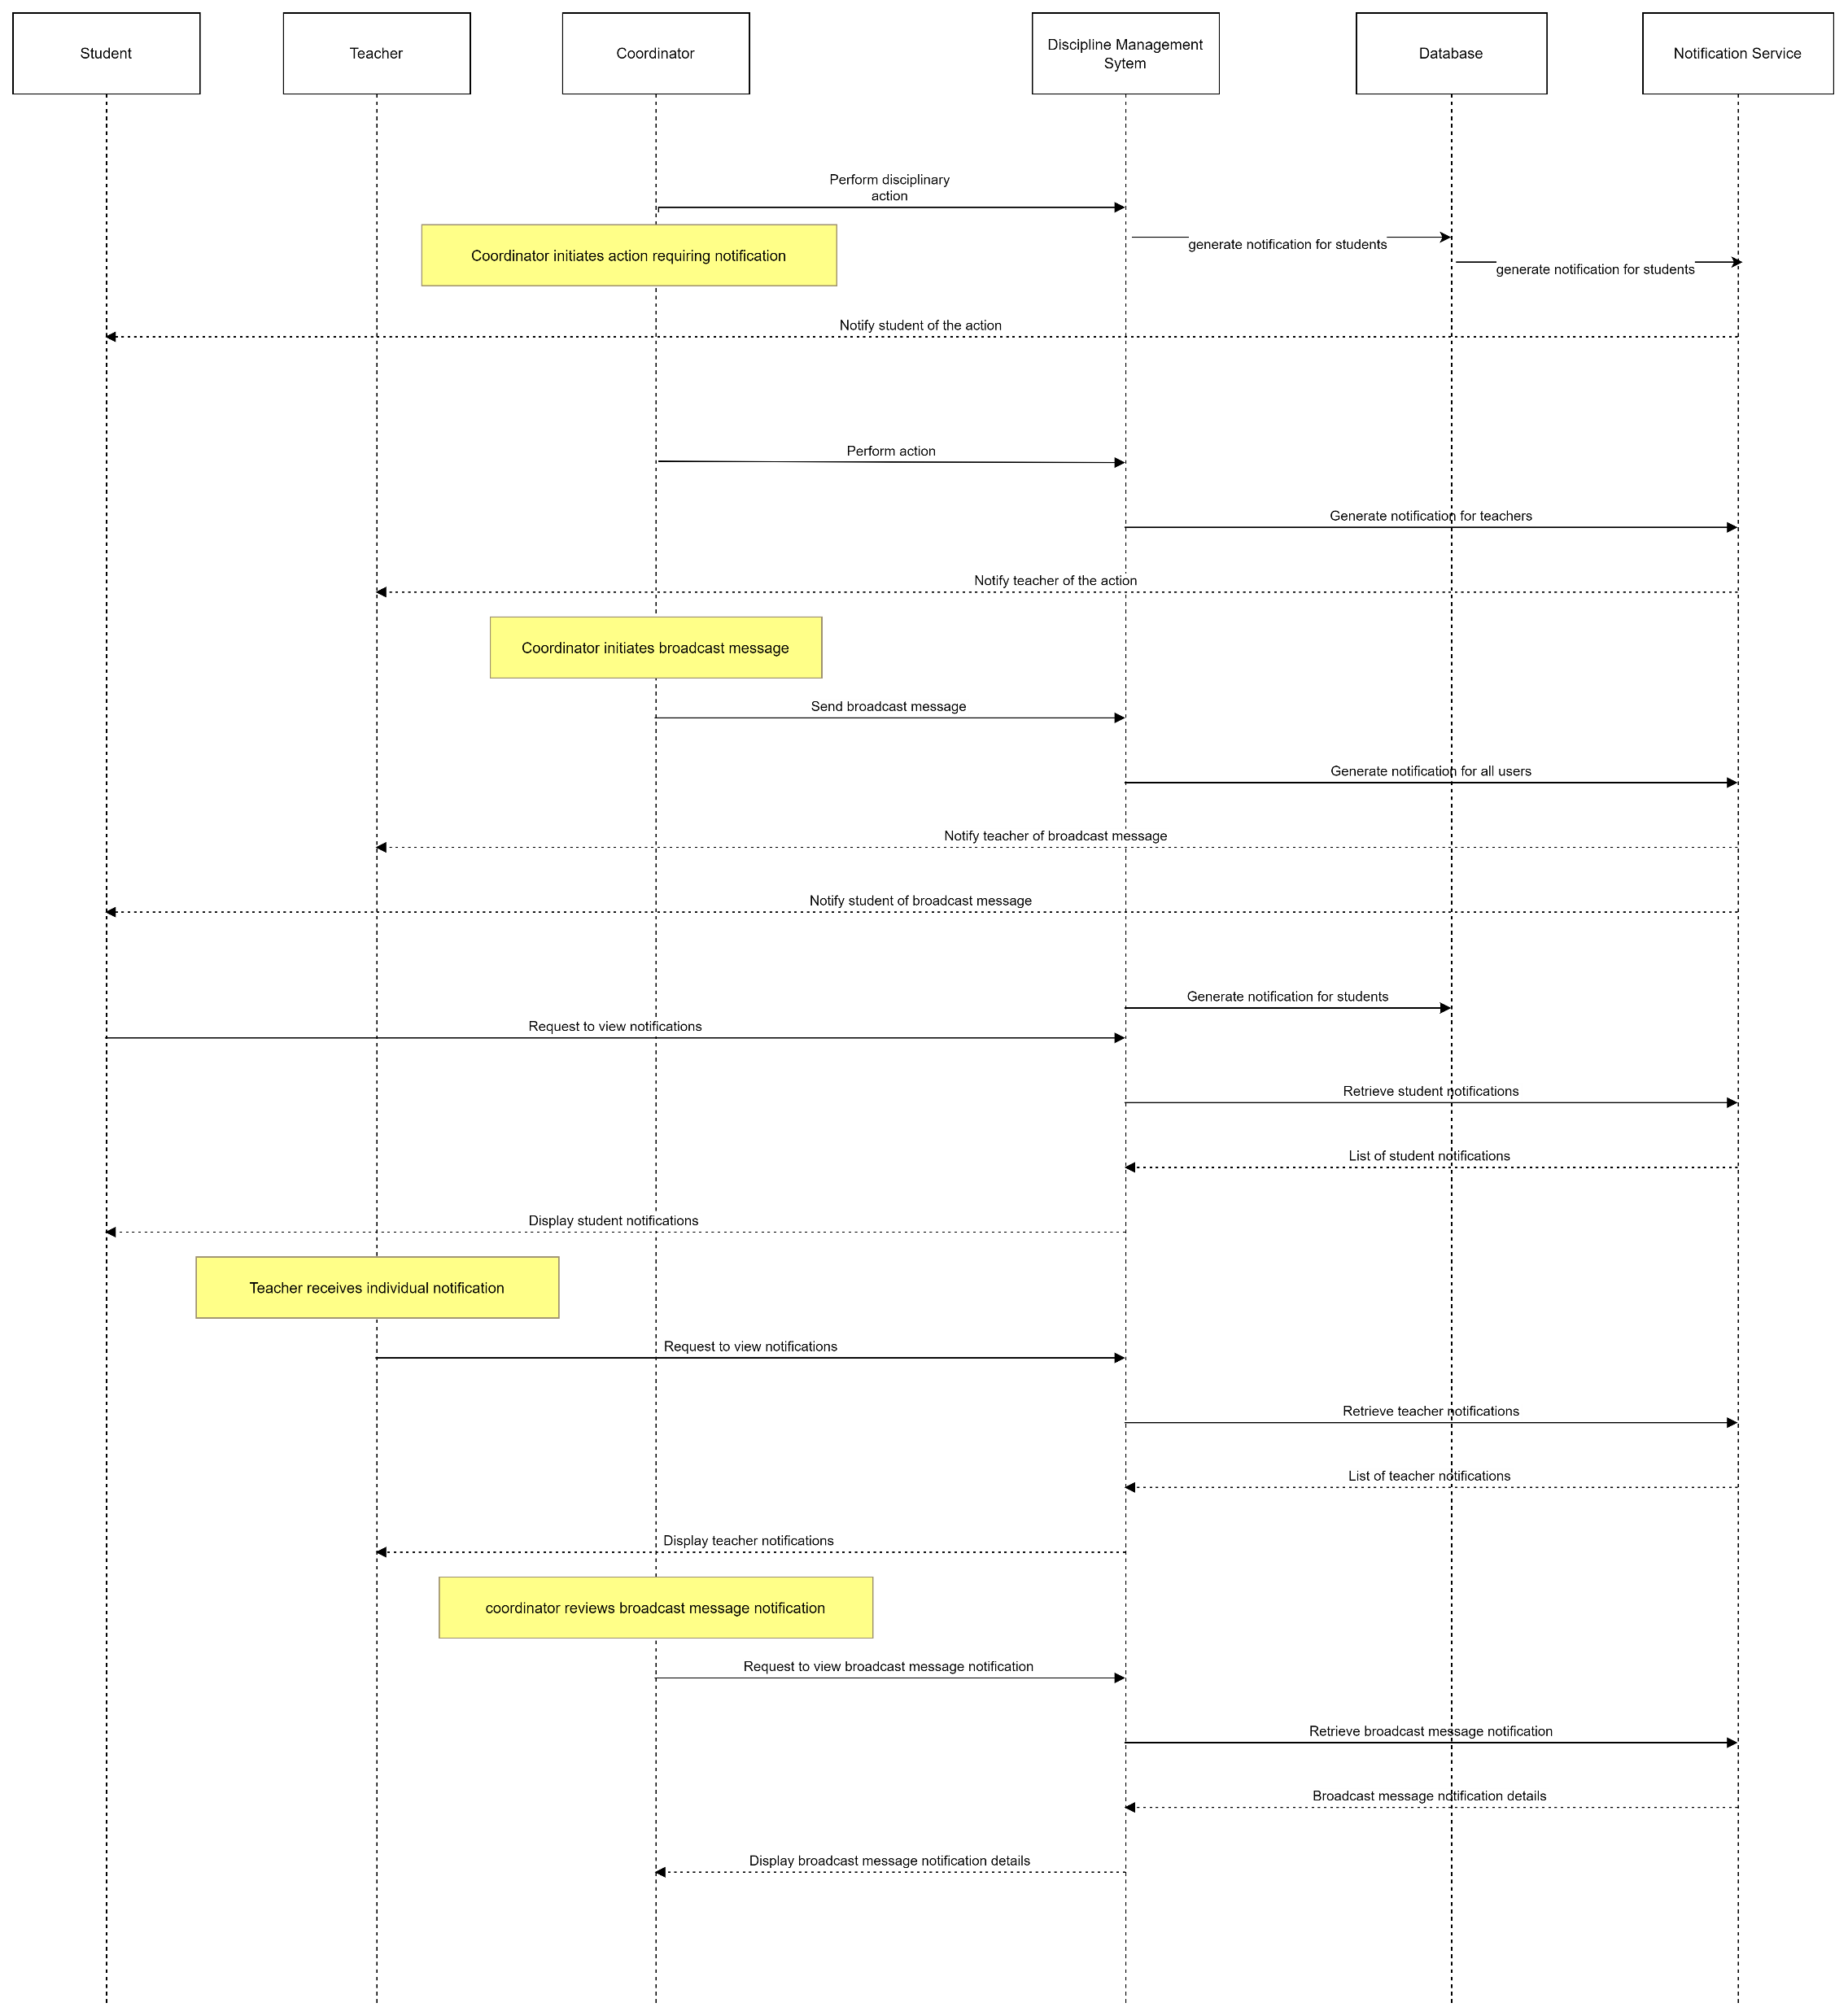 Student
Teacher
Coordinator
Discipline Management
Sytem
Database
Notification Service
Perform disciplinary
action
generate notification for students
Coordinator initiates action requiring notification
generate notification for students
Notify student of the action
Perform action
Generate notification for teachers
Notify teacher of the action
Coordinator initiates broadcast message
Send broadcast message
Generate notification for all users
Notify teacher of broadcast message
Notify student of broadcast message
Generate notification for students
Request to view notifications
Retrieve student notifications
List of student notifications
Display student notifications
Teacher receives individual notification
Request to view notifications
Retrieve teacher notifications
List of teacher notifications
Display teacher notifications
coordinator reviews broadcast message notification
Request to view broadcast message notification
Retrieve broadcast message notification
Broadcast message notification details
Display broadcast message notification details